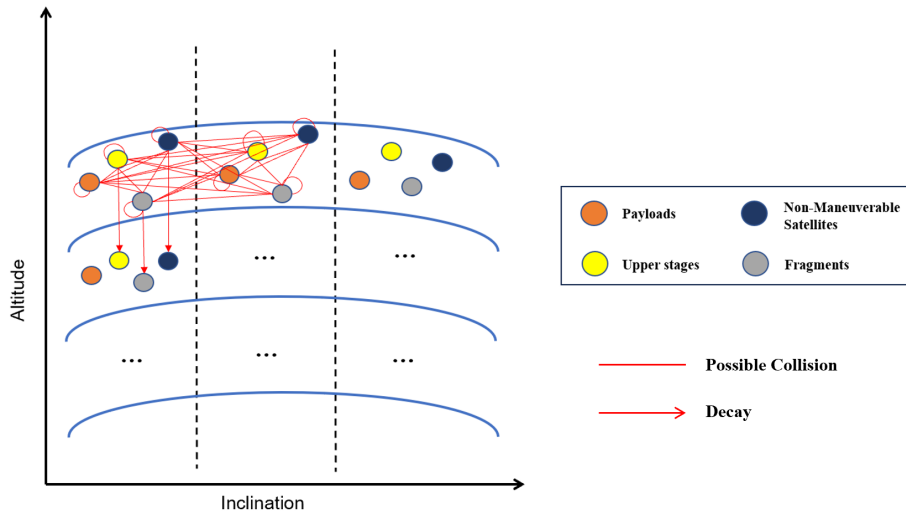 Altitude
...
...
...
...
...
Inclination
Payloads
Non-Maneuverable
Satellites
Upper stages
Fragments
Possible Collision
Decay